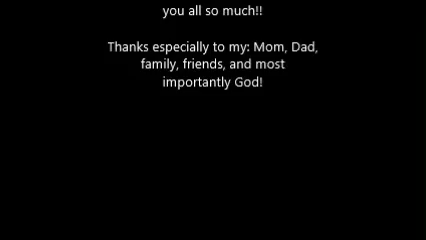 you all so much!!
Thanks especially to my: Mom, Dad,
family, friends, and most
importantly God!